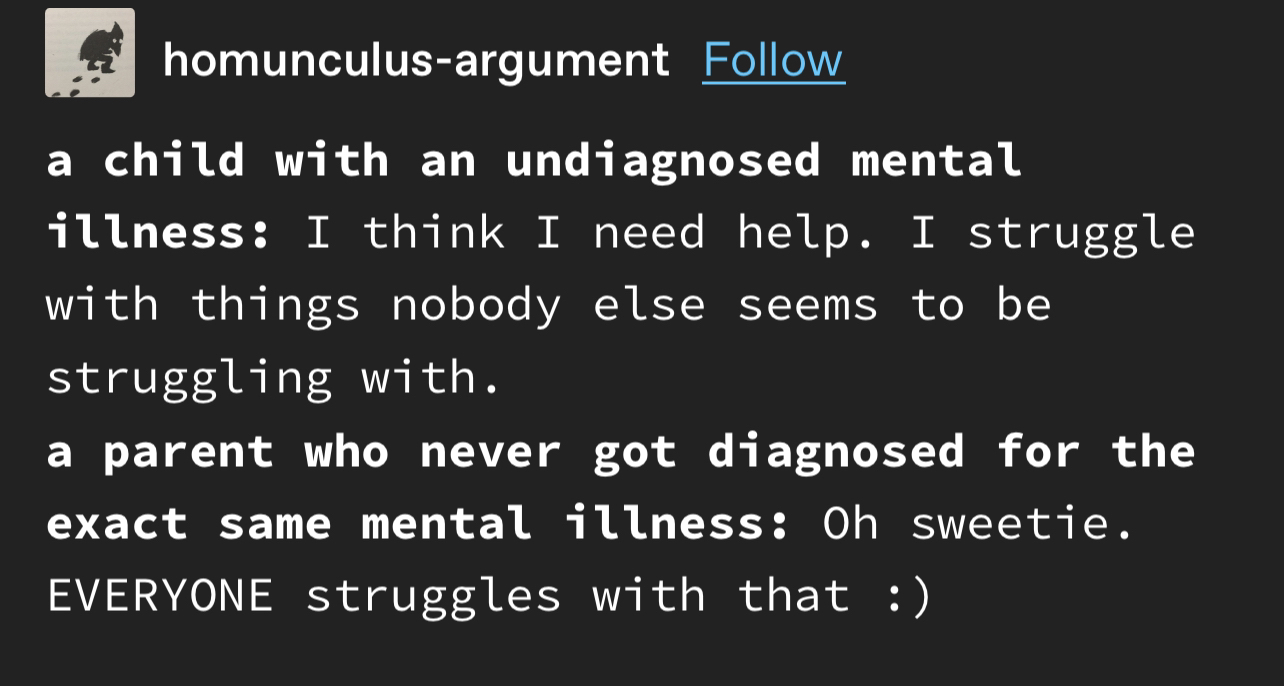 homunculus-argument Follow
a child with an undiagnosed mental
illness: I think I need help. I struggle
with things nobody else seems to be
struggling with.
a parent who never got diagnosed for the
exact same mental illness: Oh sweetie.
EVERYONE struggles with that :)